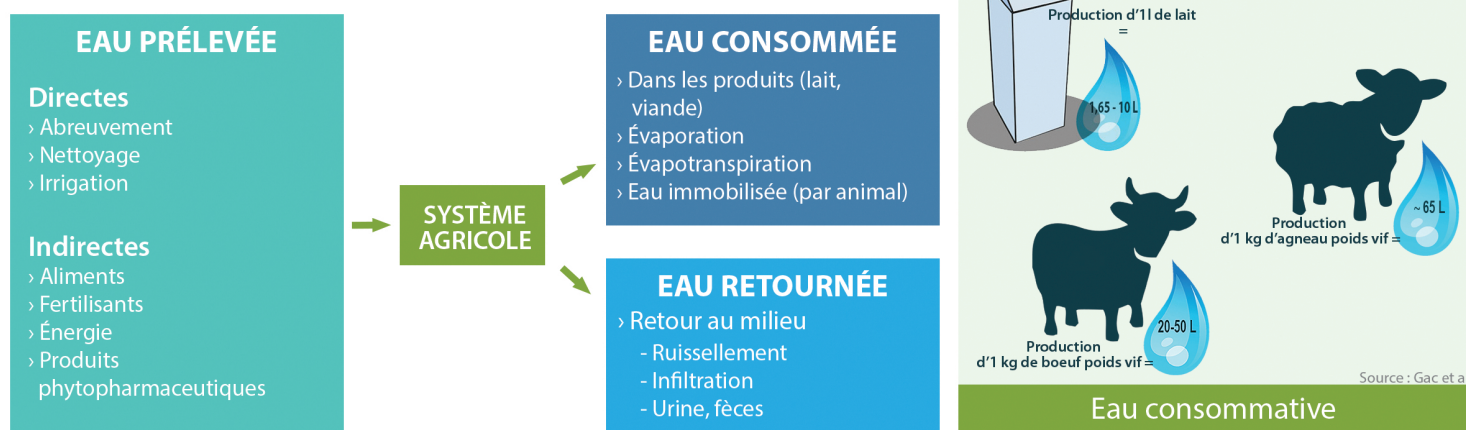 EAU PRÉLEVÉE
Directes
› Abreuvement
› Nettoyage
› Irrigation
Indirectes
› Aliments
› Fertilisants
› Énergie
› Produits
phytopharmaceutiques
SYSTÈME
AGRICOLE
EAU CONSOMMÉE
› Dans les produits (lait,
viande)
› Évaporation
› Évapotranspiration
› Eau immobilisée (par animal)
EAU RETOURNÉE
› Retour au milieu
- Ruissellement
- Infiltration
- Urine, fèces
Production d'1l de lait
=
1,65 - 10 L
~ 65 L
Production
d'1 kg d'agneau poids vif =
20-50 L
Production
d'1 kg de boeuf poids vif =
Source : Gac et a
Eau consommative